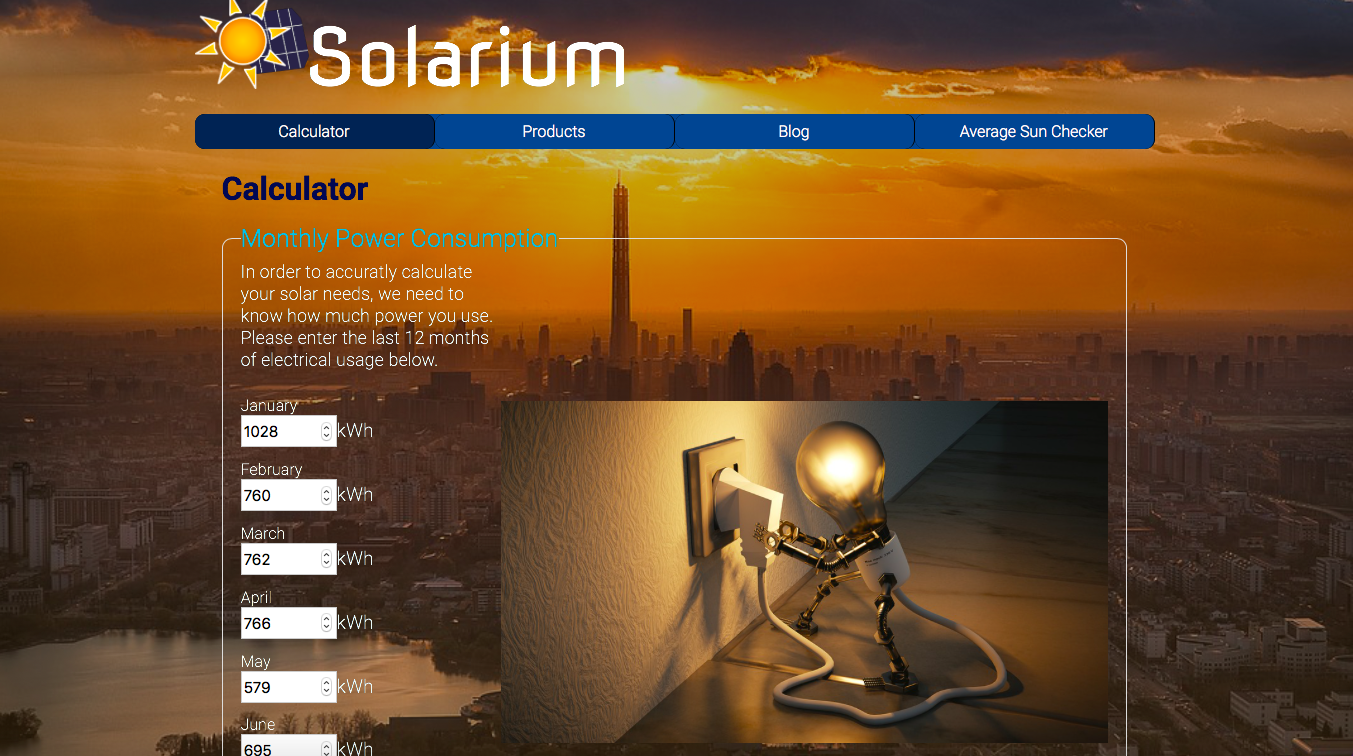 Solarium
Calculator
Products
Blog
Average Sun Checker
Calculator
Monthly Power Consumption
In order to accuratly calculate
your solar needs, we need to
know how much power you use.
Please enter the last 12 months
of electrical usage below.
January
1028 kWh
February
760 kWh
March
762 kWh
April
766 kWh
May
579 kWh
June
695 kWh